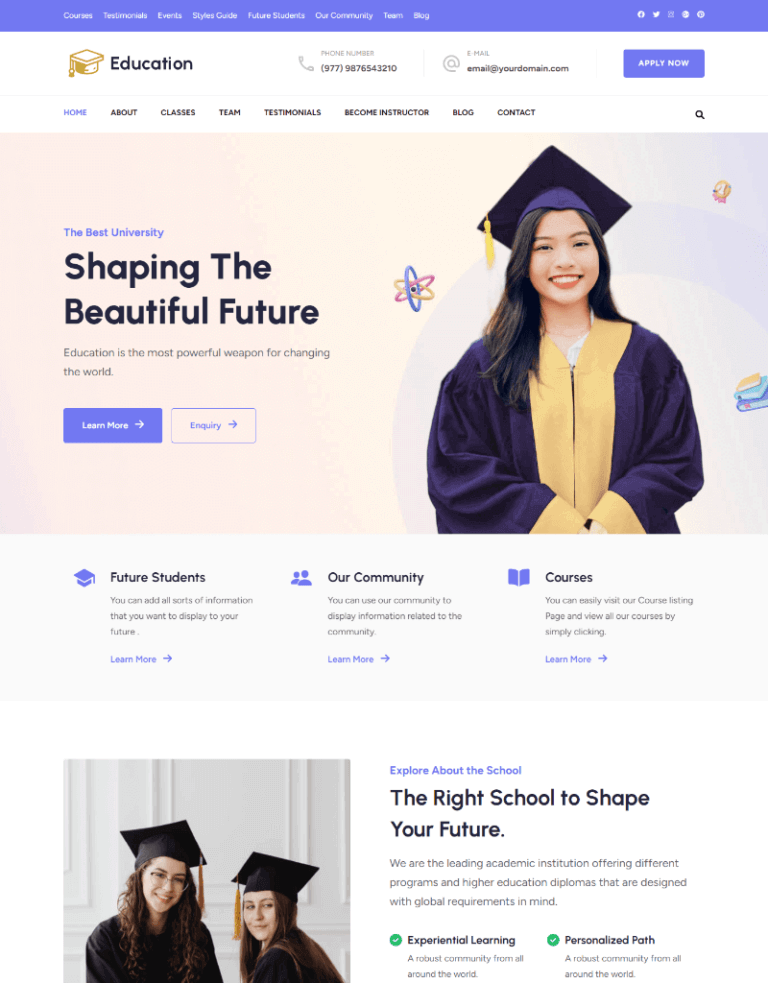 Courses Testimonials Events Styles Guide Future Students Our Community Team Blog
Education
PHONE NUMBER
(977) 9876543210
E-MAIL
email@yourdomain.com
APPLY NOW
HOME ABOUT CLASSES TEAM TESTIMONIALS BECOME INSTRUCTOR BLOG CONTACT
The Best University
Shaping The
Beautiful Future
Education is the most powerful weapon for changing
the world.
Learn More
Enquiry
Future Students
You can add all sorts of information
that you want to display to your
future .
Learn More
Our Community
You can use our community to
display information related to the
community.
Learn More
Courses
You can easily visit our Course listing
Page and view all our courses by
simply clicking.
Learn More
Explore About the School
The Right School to Shape
Your Future.
We are the leading academic institution offering different
programs and higher education diplomas that are designed
with global requirements in mind.
Experiential Learning
A robust community from all
around the world.
Personalized Path
A robust community from all
around the world.